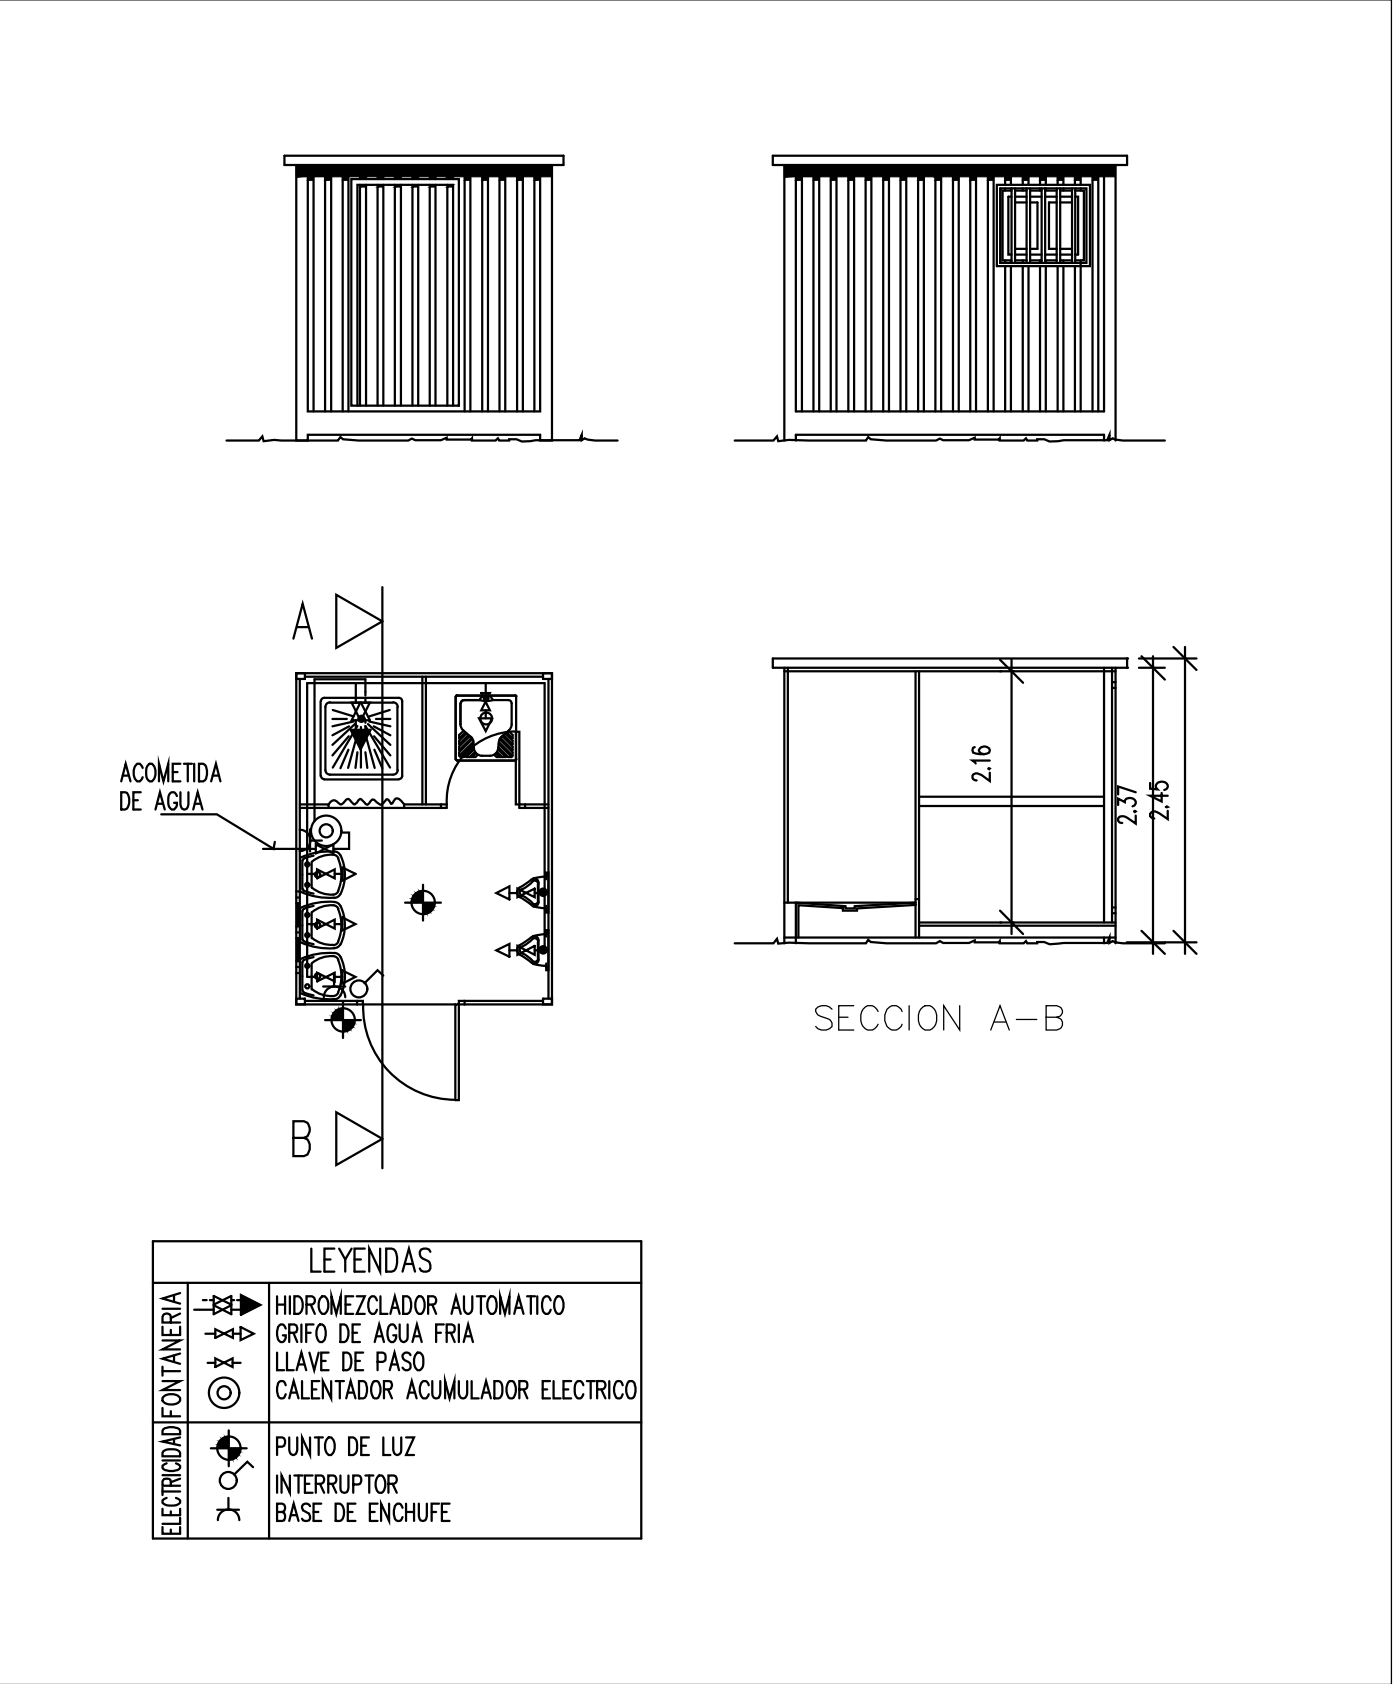 A
ACOMETIDA
DE AGUA
B
2.16
2.37
2.45
SECCION A-B
LEYENDAS
FONTANERIA
HIDROMEZCLADOR AUTOMATICO
GRIFO DE AGUA FRIA
LLAVE DE PASO
CALENTADOR ACUMULADOR ELECTRICO
ELECTRICIDAD
PUNTO DE LUZ
INTERRUPTOR
BASE DE ENCHUFE